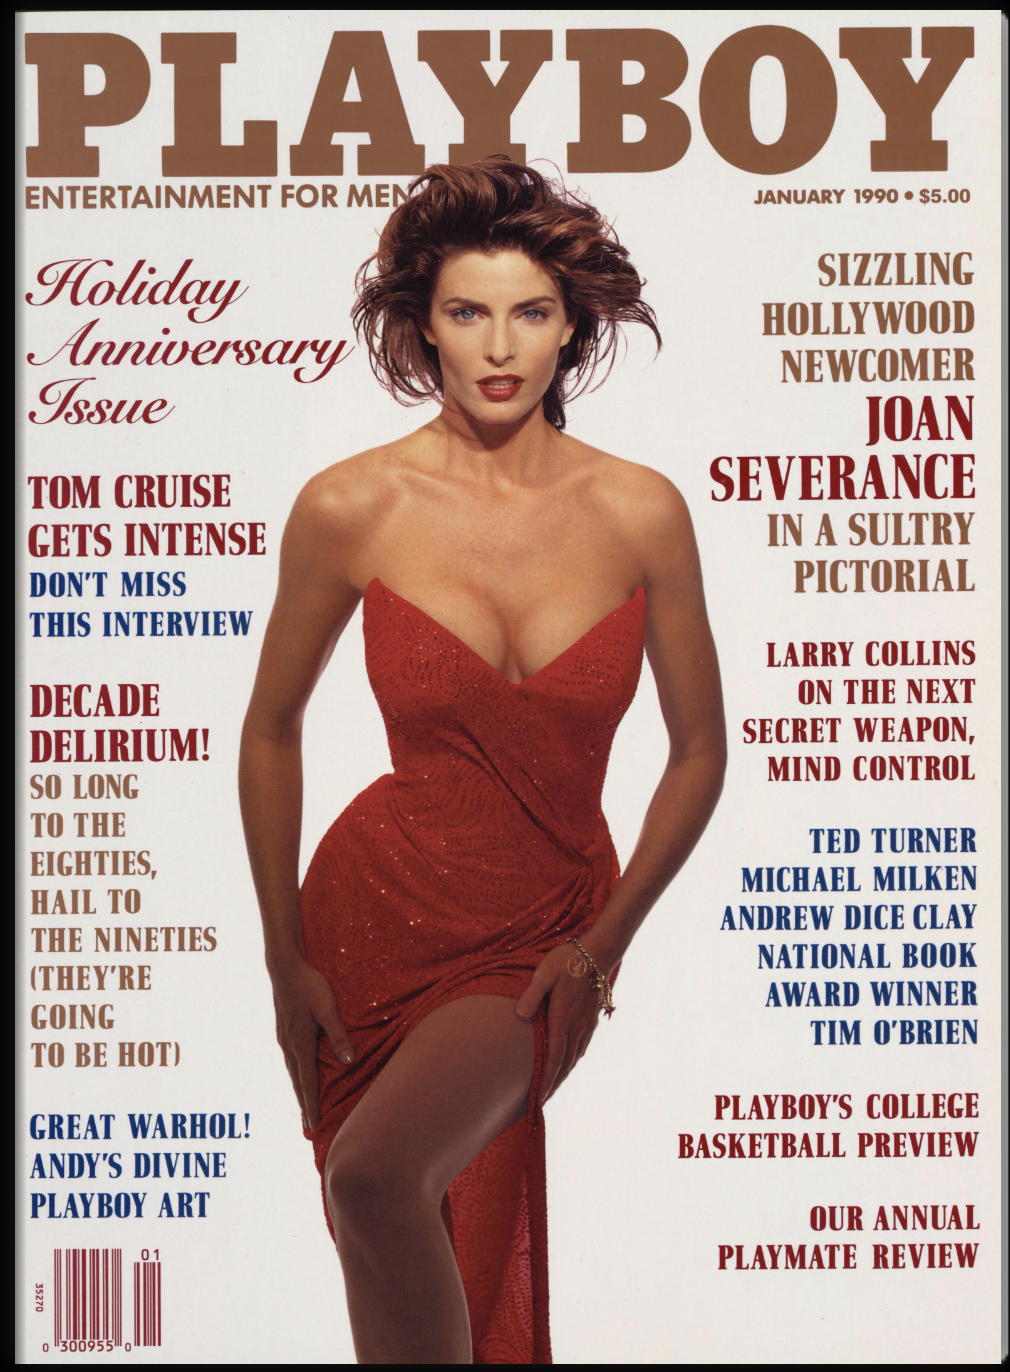 PLAYBOY
ENTERTAINMENT FOR MEN
JANUARY 1990 • $5.00
Holiday
Anniversary
Issue
TOM CRUISE
GETS INTENSE
DON'T MISS
THIS INTERVIEW
DECADE
DELIRIUM!
SO LONG
TO THE
EIGHTIES,
HAIL TO
THE NINETIES
(THEY'RE
GOING
TO BE HOT)
GREAT WARHOL!
ANDY'S DIVINE
PLAYBOY ART
SIZZLING
HOLLYWOOD
NEWCOMER
JOAN
SEVERANCE
IN A SULTRY
PICTORIAL
LARRY COLLINS
ON THE NEXT
SECRET WEAPON,
MIND CONTROL
TED TURNER
MICHAEL MILKEN
ANDREW DICE CLAY
NATIONAL BOOK
AWARD WINNER
TIM O'BRIEN
PLAYBOY'S COLLEGE
BASKETBALL PREVIEW
OUR ANNUAL
PLAYMATE REVIEW
01
35270
0 300955 0